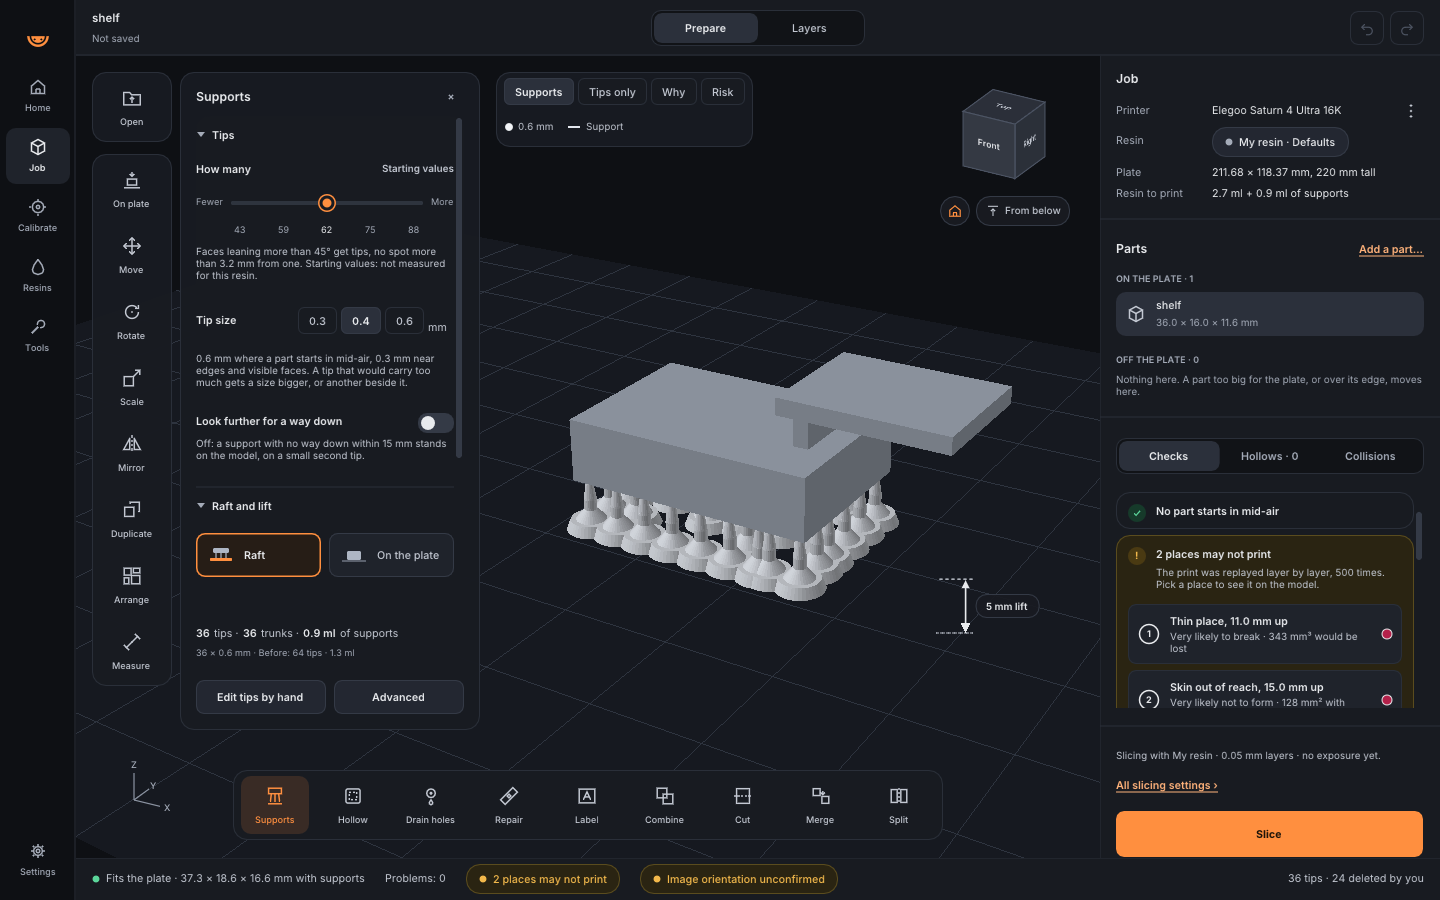 shelf
Not saved
Prepare
Layers
Home
Job
Calibrate
Resins
Tools
Settings
Open
On plate
Move
Rotate
Scale
Mirror
Duplicate
Arrange
Measure
Supports
×
Tips
How many
Starting values
Fewer
More
43 59 62 75 88
Faces leaning more than 45° get tips, no spot more
than 3.2 mm from one. Starting values: not measured
for this resin.
Tip size
0.3 0.4 0.6 mm
0.6 mm where a part starts in mid-air, 0.3 mm near
edges and visible faces. A tip that would carry too
much gets a size bigger, or another beside it.
Look further for a way down
Off: a support with no way down within 15 mm stands
on the model, on a small second tip.
Raft and lift
Raft
On the plate
36 tips · 36 trunks · 0.9 ml of supports
36 × 0.6 mm · Before: 64 tips · 1.3 ml
Edit tips by hand
Advanced
Supports
Tips only
Why
Risk
0.6 mm
Support
Top
Front
Right
From below
5 mm lift
Z
Y
X
Supports
Hollow
Drain holes
Repair
Label
Combine
Cut
Merge
Split
Job
Printer Elegoo Saturn 4 Ultra 16K
Resin My resin · Defaults
Plate 211.68 × 118.37 mm, 220 mm tall
Resin to print 2.7 ml + 0.9 ml of supports
Parts
Add a part...
ON THE PLATE · 1
shelf
36.0 × 16.0 × 11.6 mm
OFF THE PLATE · 0
Nothing here. A part too big for the plate, or over its edge, moves
here.
Checks
Hollows · 0
Collisions
No part starts in mid-air
! 2 places may not print
The print was replayed layer by layer, 500 times.
Pick a place to see it on the model.
1 Thin place, 11.0 mm up
Very likely to break · 343 mm³ would be
lost
2 Skin out of reach, 15.0 mm up
Very likely not to form · 128 mm² with
Slicing with My resin · 0.05 mm layers · no exposure yet.
All slicing settings ›
Slice
Fits the plate · 37.3 × 18.6 × 16.6 mm with supports
Problems: 0
2 places may not print
Image orientation unconfirmed
36 tips · 24 deleted by you